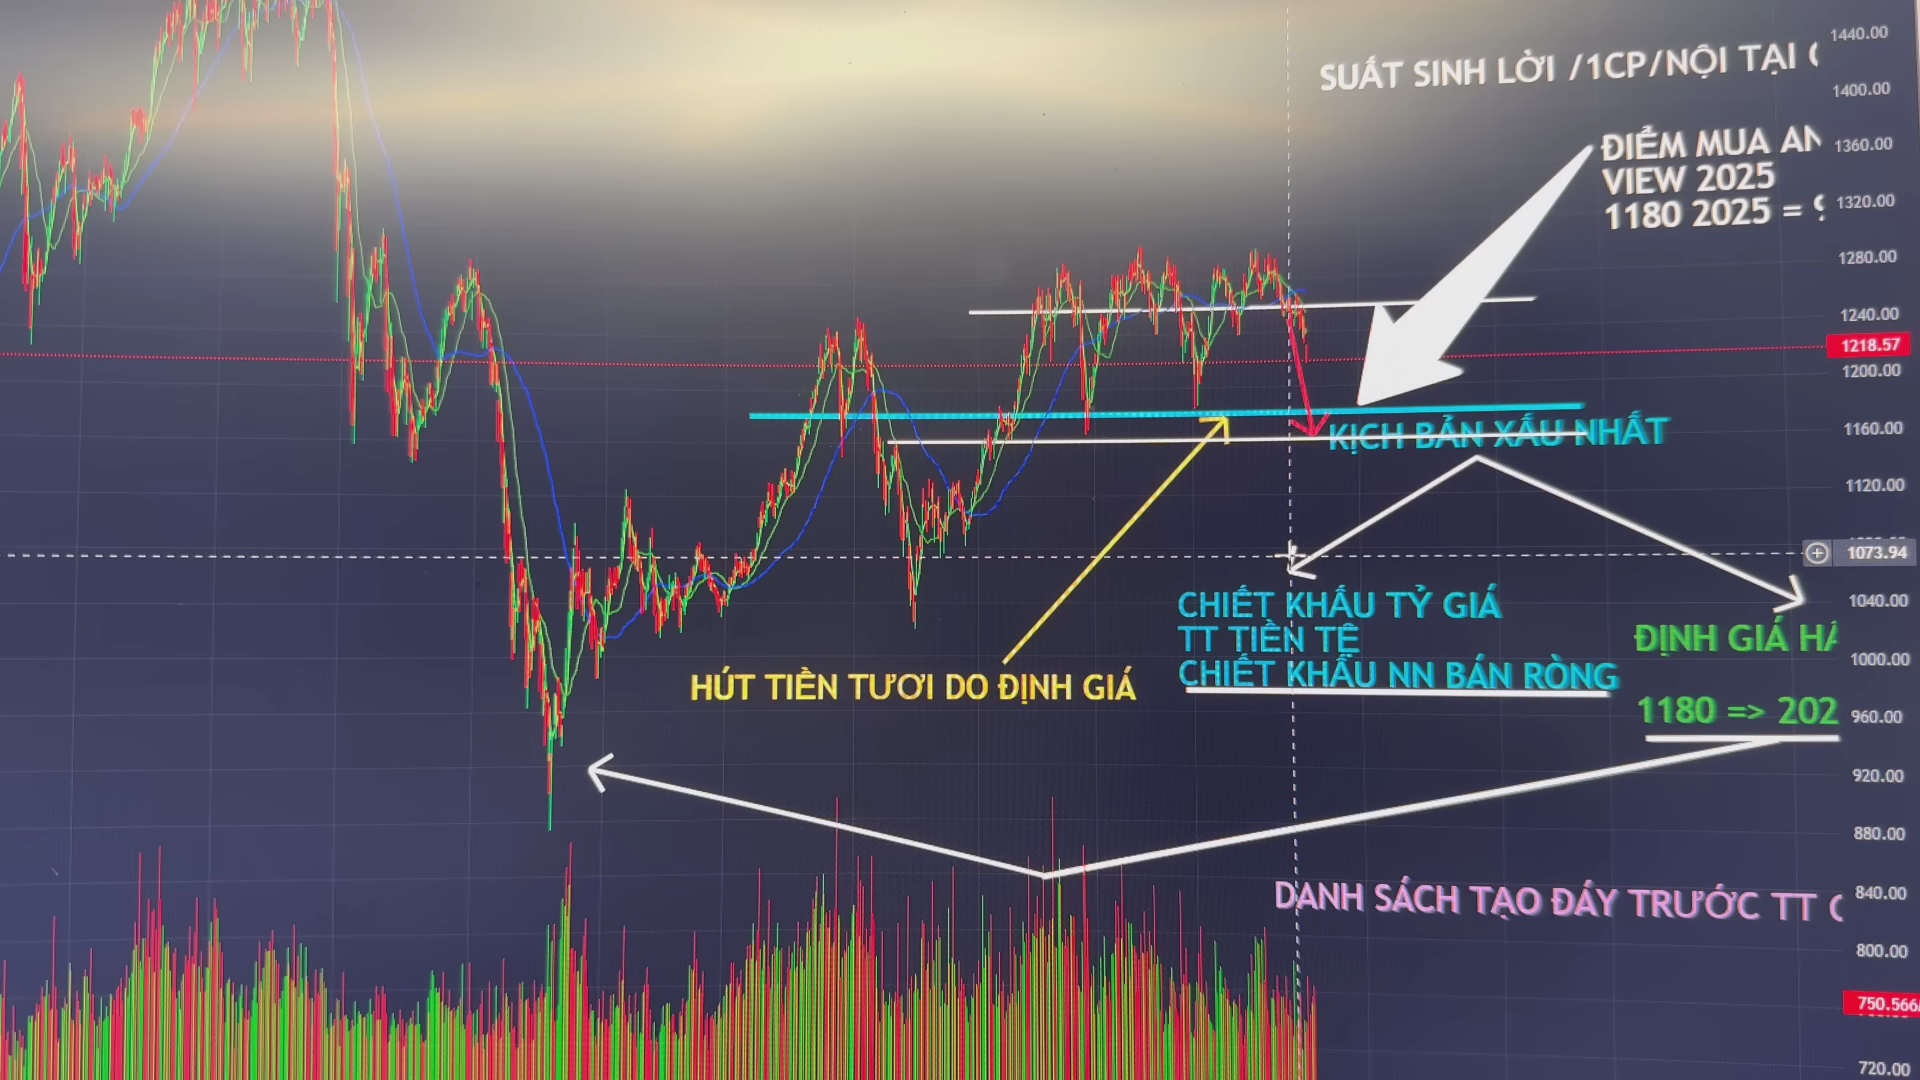 SUẤT SINH LỜI /1CP/NỘI TẠI
ĐIỂM MUA AN
VIEW 2025
1180 2025 =
KỊCH BẢN XẤU NHẤT
CHIẾT KHẤU TỶ GIÁ
TT TIỀN TỆ
CHIẾT KHẤU NN BÁN RÒNG
HÚT TIỀN TƯƠI DO ĐỊNH GIÁ
ĐỊNH GIÁ
1180 => 202
DANH SÁCH TẠO ĐÁY TRƯỚC TT
1440.00
1400.00
1360.00
1320.00
1280.00
1240.00
1218.57
1200.00
1160.00
1120.00
1073.94
1040.00
1000.00
960.00
920.00
880.00
840.00
800.00
750.566
720.00